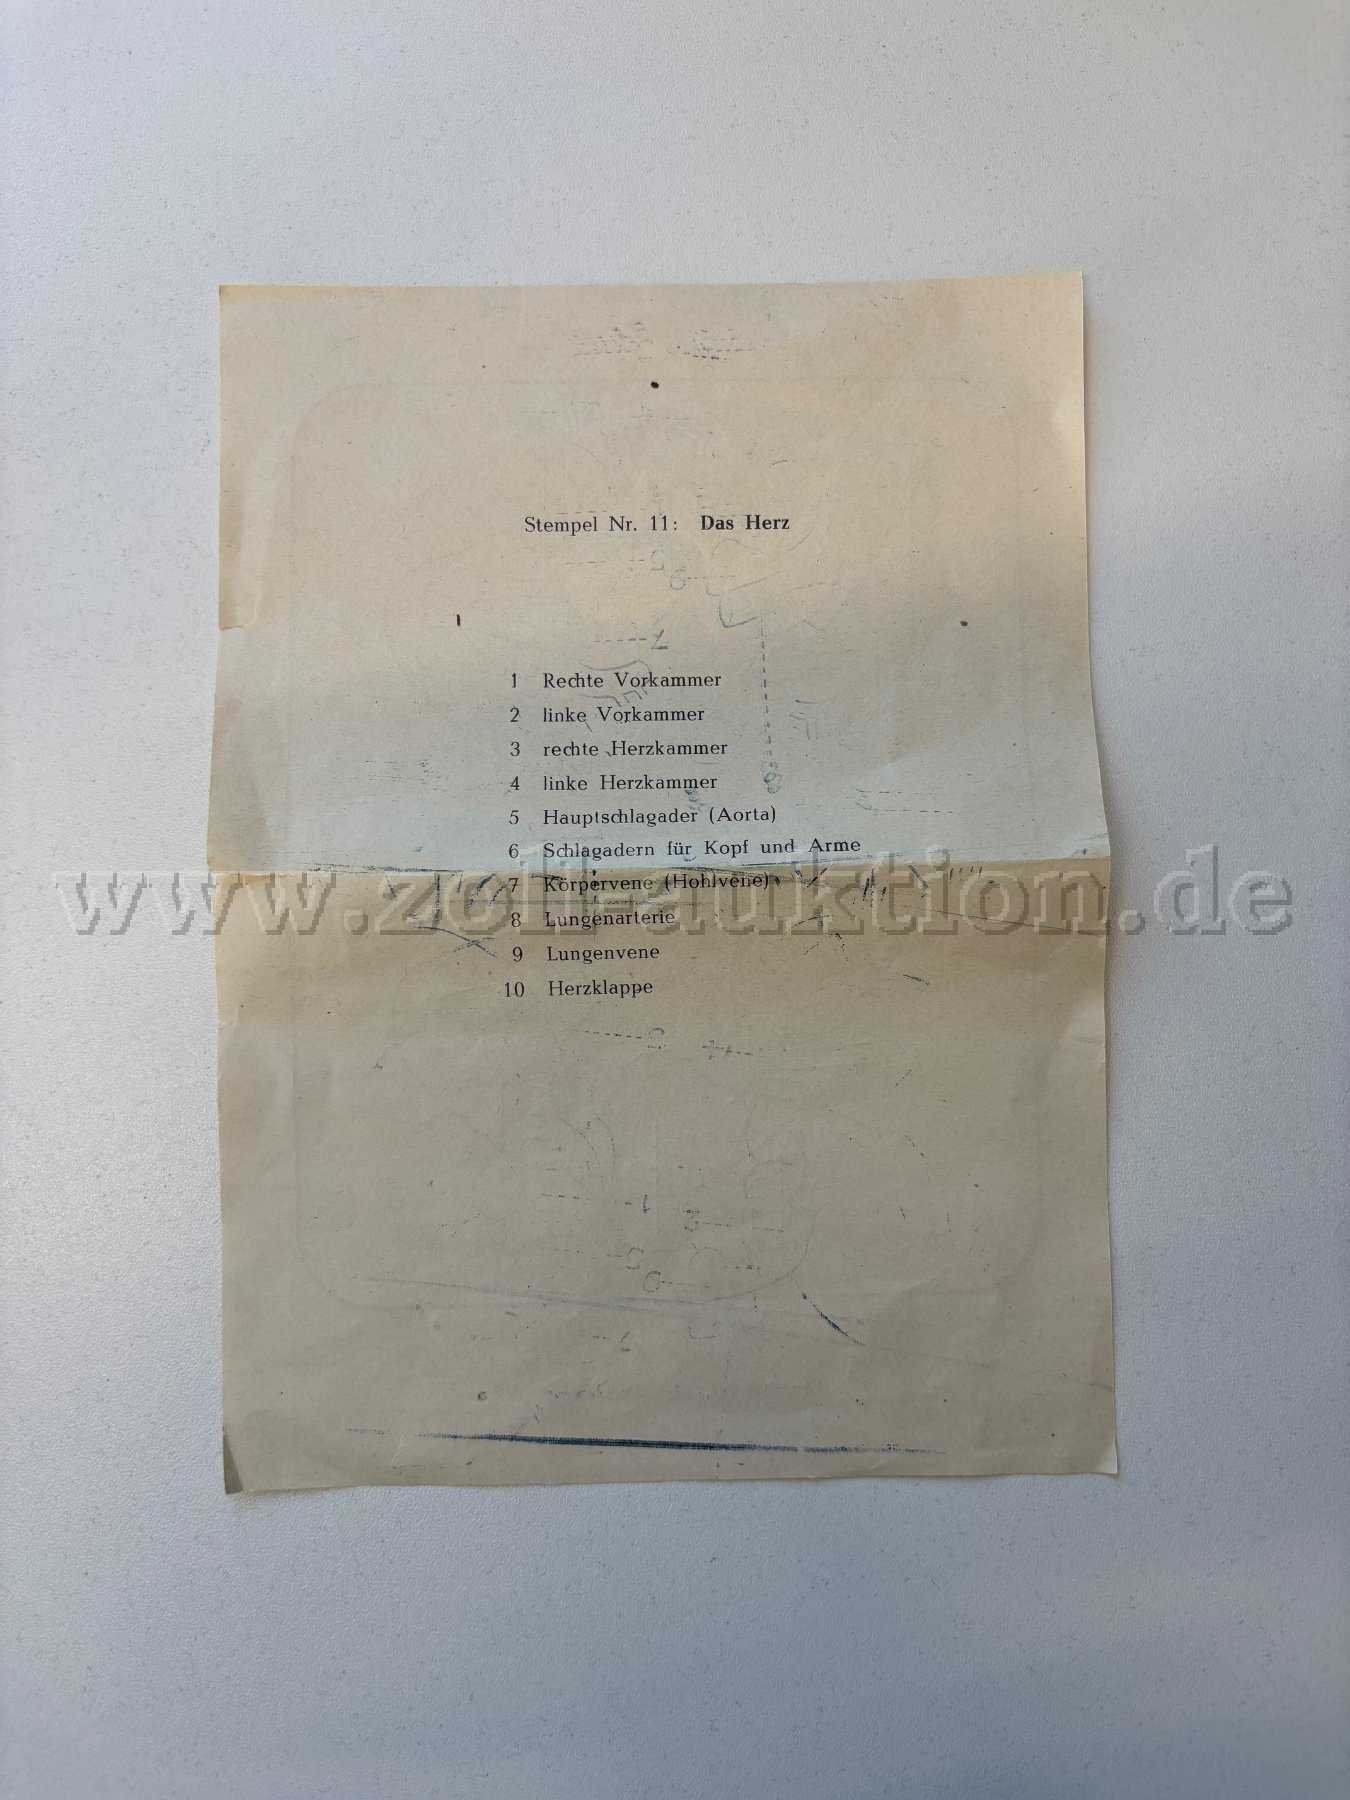 Stempel Nr. 11: Das Herz
1 Rechte Vorkammer
2 linke Vorkammer
3 rechte Herzkammer
4 linke Herzkammer
5 Hauptschlagader (Aorta)
6 Schlagadern für Kopf und Arme
7 Körpervene (Hohlvene)
8 Lungenarterie
9 Lungenvene
10 Herzklappe
www.zoll-auktion.de